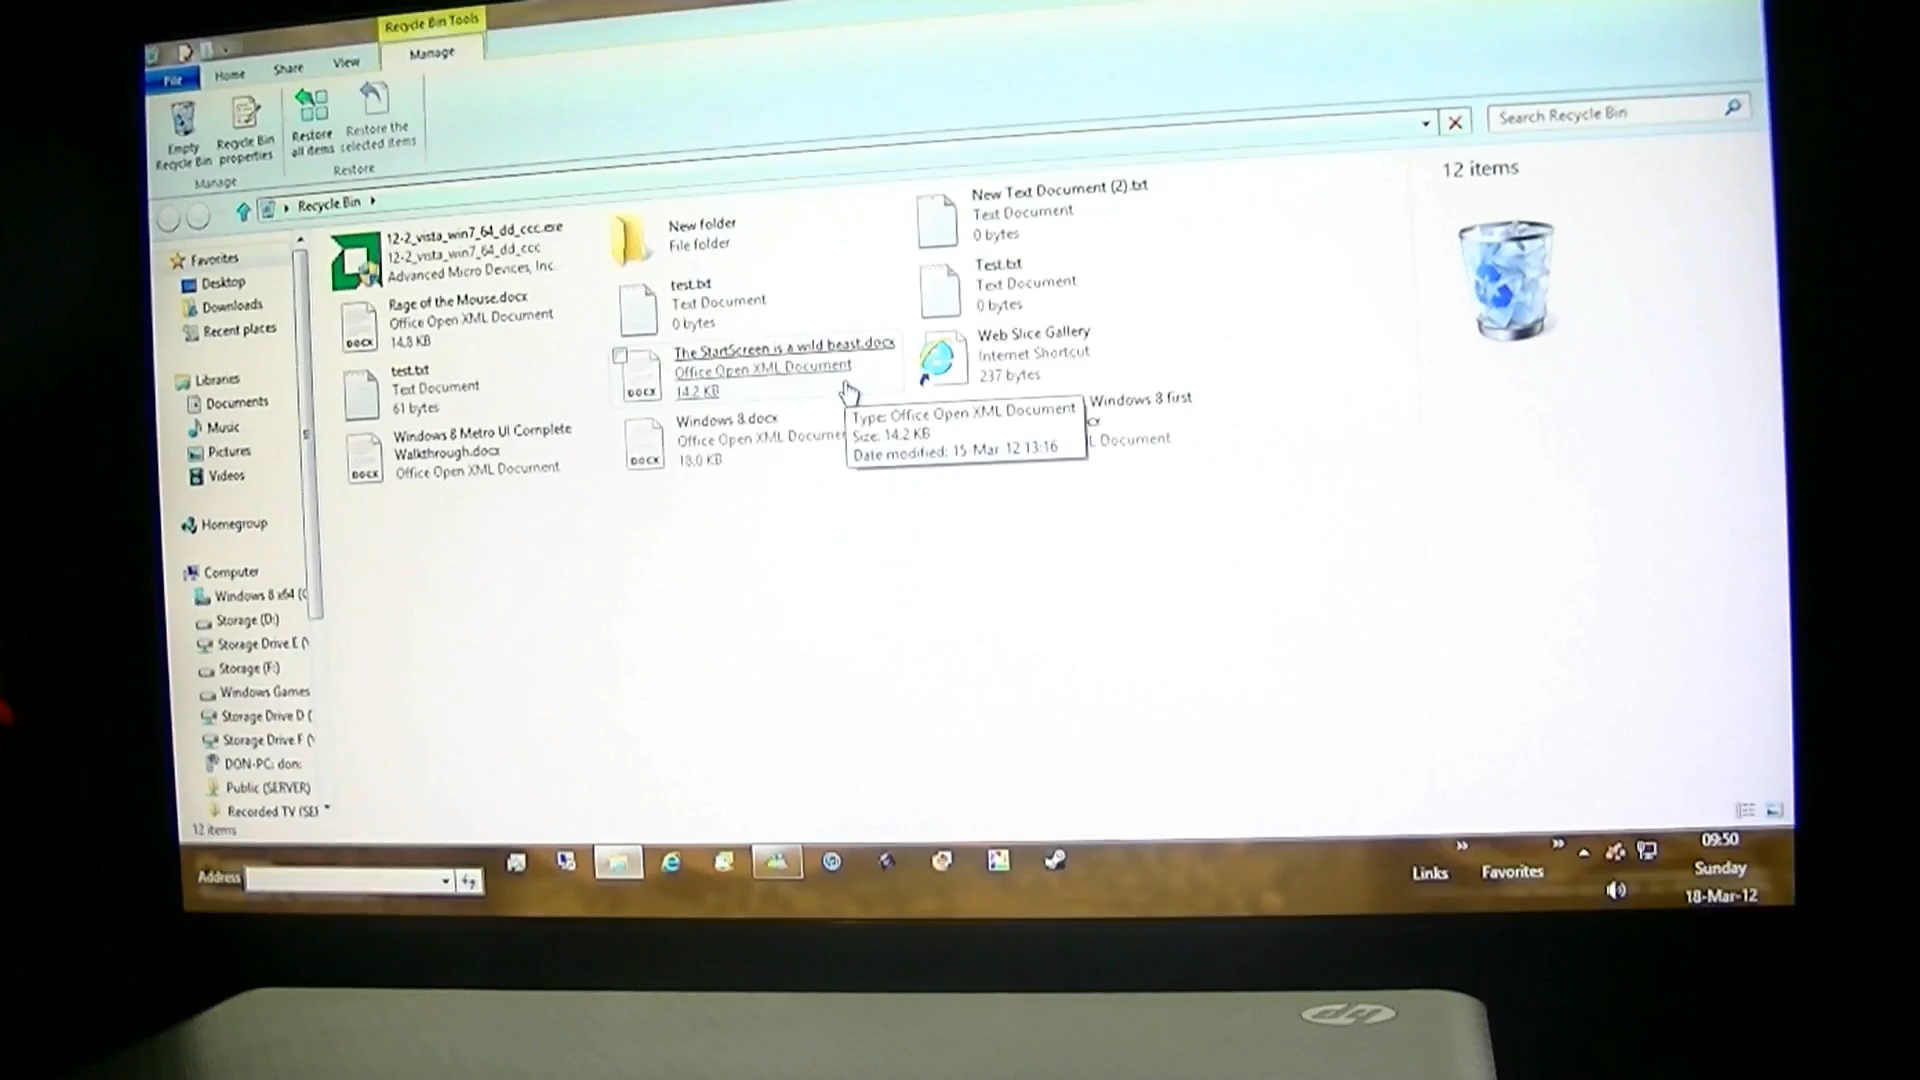 Recycle Bin Tools
File
Home
Share
View
Manage
Empty
Recycle Bin
Recycle Bin
properties
Restore
all items
Restore the
selected items
Manage
Restore
Recycle Bin
Search Recycle Bin
Favorites
Desktop
Downloads
Recent places
Libraries
Documents
Music
Pictures
Videos
Homegroup
Computer
Windows 8 x64 (C
Storage (D:)
Storage Drive E (\
Storage (F:)
Windows Games
Storage Drive D (
Storage Drive F (\
DON-PC: don:
Public (SERVER)
Recorded TV (SE
12 items
12-2_vista_win7_64_dd_ccc.exe
12-2_vista_win7_64_dd_ccc
Advanced Micro Devices, Inc.
DOCX
Rage of the Mouse.docx
Office Open XML Document
14.8 KB
test.txt
Text Document
61 bytes
DOCX
Windows 8 Metro UI Complete
Walkthrough.docx
Office Open XML Document
New folder
File folder
test.txt
Text Document
0 bytes
DOCX
The StartScreen is a wild beast.docx
Office Open XML Document
14.2 KB
DOCX
Windows 8.docx
Office Open XML Documen
18.0 KB
New Text Document (2).txt
Text Document
0 bytes
Test.txt
Text Document
0 bytes
Web Slice Gallery
Internet Shortcut
237 bytes
Windows 8 first
cx
L Document
Type: Office Open XML Document
Size: 14.2 KB
Date modified: 15-Mar-12 13:16
12 items
Address
Links
Favorites
09:50
Sunday
18-Mar-12
hp